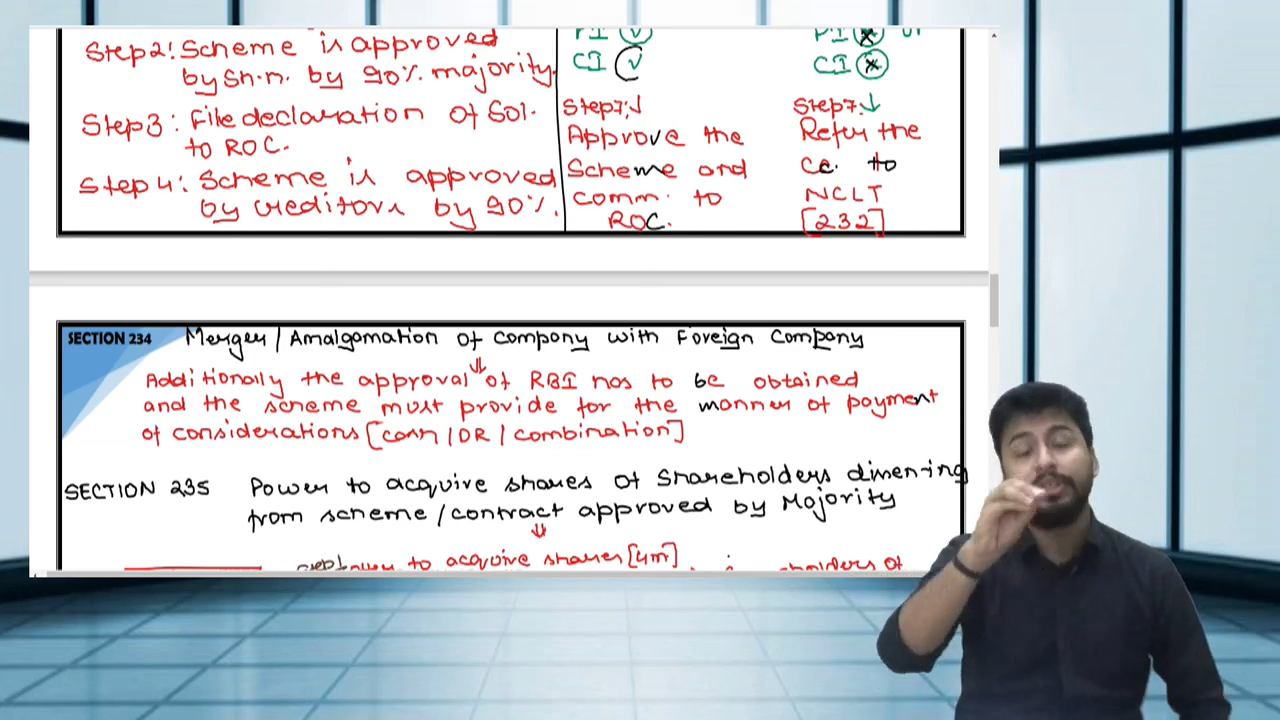 Step2: Scheme is approved
by Sh.n. by 90% majority.
Step3: File declaration of Sol.
to ROC.
Step4: Scheme is approved
by creditors by 90%.
CI
CI
Step7:↓
Approve the
Scheme and
comm. to
ROC.
Step7:↓
Refer the
to
NCLT
[232]
SECTION 234 Merger/Amalgamation of Company with Foreign Company
Additionally the approval of RBI has to be obtained
and the scheme must provide for the manner of payment
of considerations [cash/DR/combination]
SECTION 235 Power to acquire shares of Shareholders dissenting
from scheme/contract approved by Majority
to acquire shares [4m]